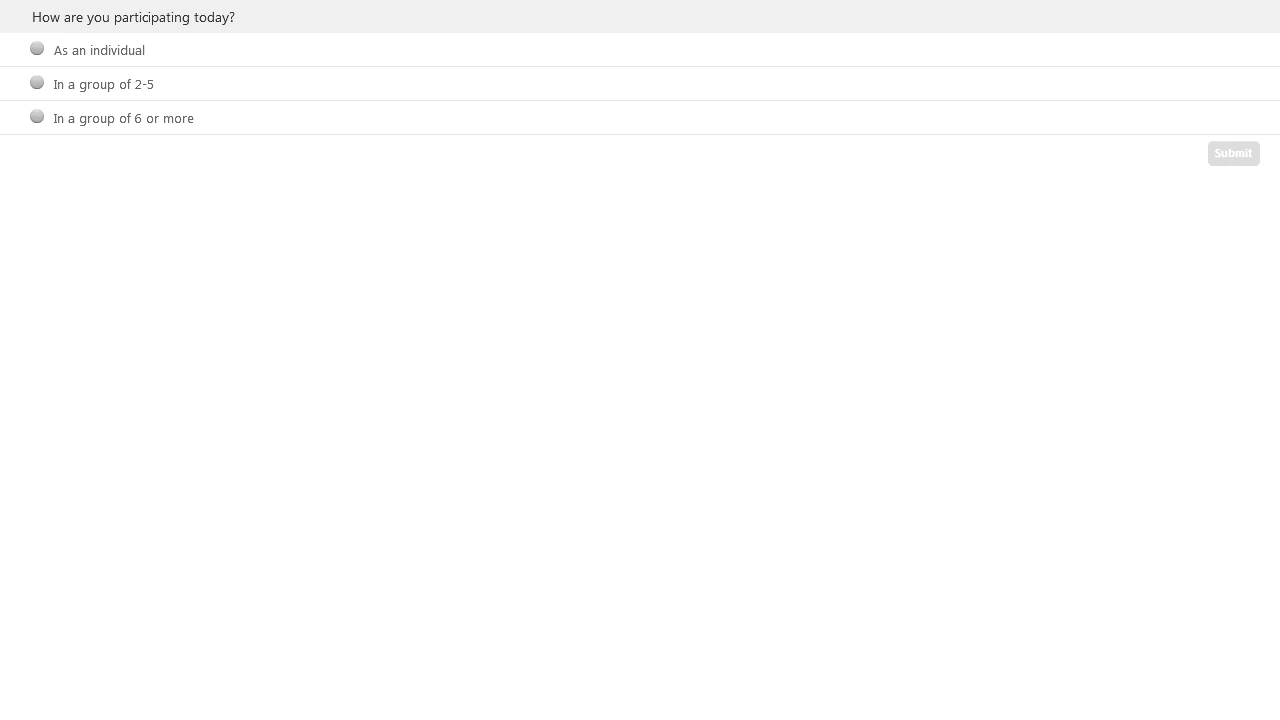 How are you participating today?
As an individual
In a group of 2-5
In a group of 6 or more
Submit